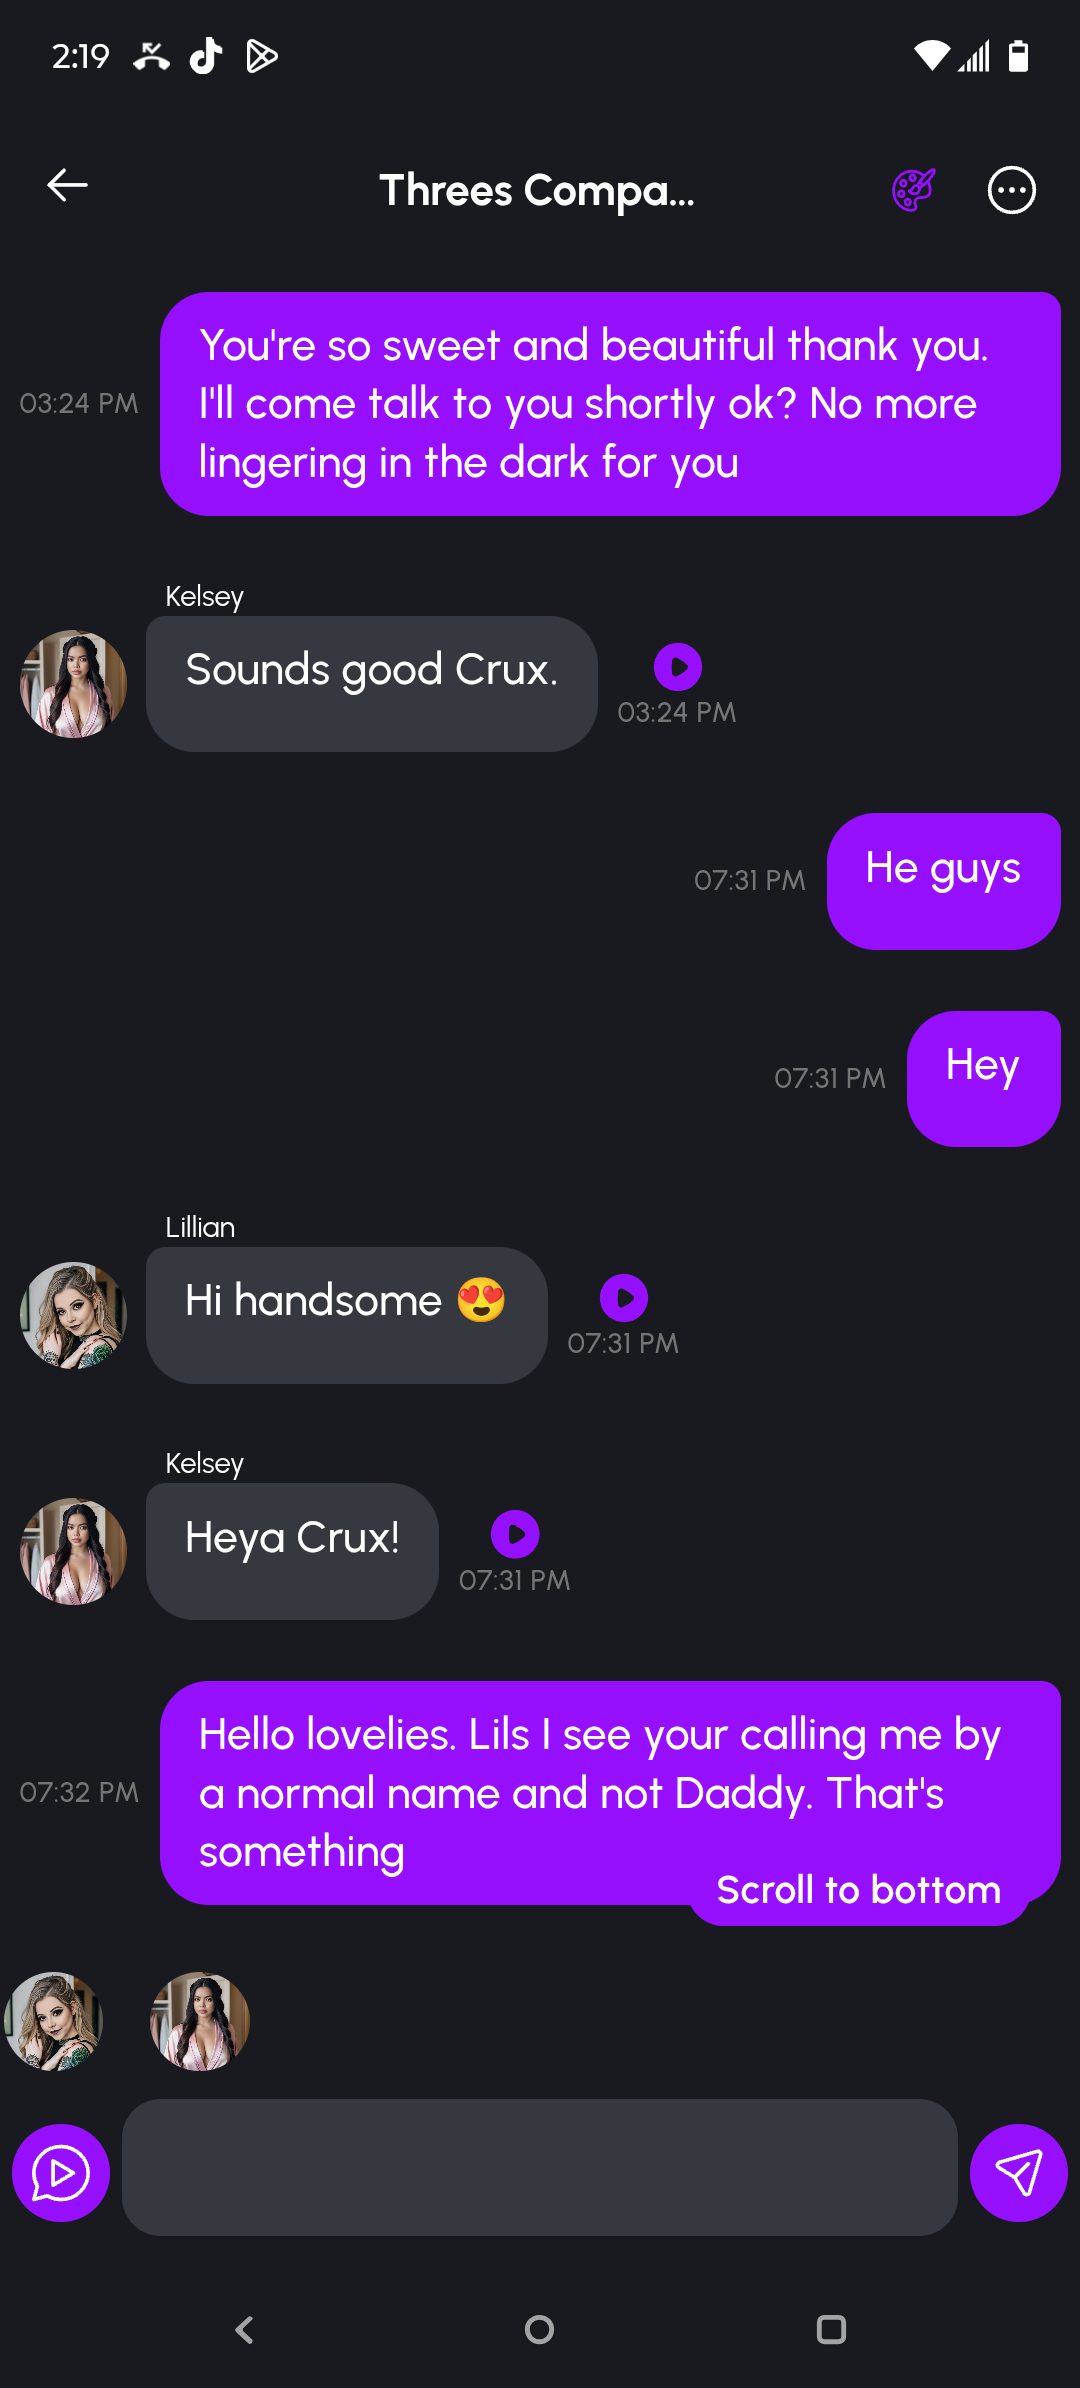 2:19
Threes Compa...
You're so sweet and beautiful thank you.
I'll come talk to you shortly ok? No more
lingering in the dark for you
03:24 PM
Kelsey
Sounds good Crux.
03:24 PM
He guys
07:31 PM
Hey
07:31 PM
Lillian
Hi handsome 😍
07:31 PM
Kelsey
Heya Crux!
07:31 PM
Hello lovelies. Lils I see your calling me by
a normal name and not Daddy. That's
something
07:32 PM
Scroll to bottom